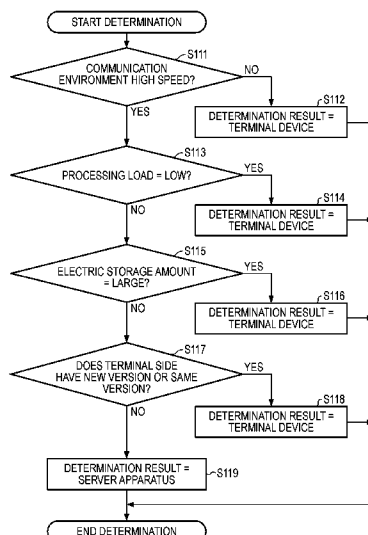 START DETERMINATION
S111
COMMUNICATION
ENVIRONMENT HIGH SPEED?
NO
YES
S112
DETERMINATION RESULT =
TERMINAL DEVICE
S113
PROCESSING LOAD = LOW?
YES
NO
S114
DETERMINATION RESULT =
TERMINAL DEVICE
S115
ELECTRIC STORAGE AMOUNT
= LARGE?
YES
NO
S116
DETERMINATION RESULT =
TERMINAL DEVICE
S117
DOES TERMINAL SIDE
HAVE NEW VERSION OR SAME
VERSION?
YES
NO
S118
DETERMINATION RESULT =
TERMINAL DEVICE
DETERMINATION RESULT =
SERVER APPARATUS
S119
END DETERMINATION